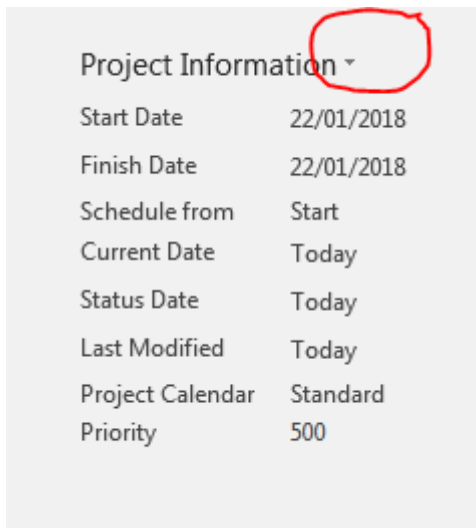 Project Information
Start Date 22/01/2018
Finish Date 22/01/2018
Schedule from Start
Current Date Today
Status Date Today
Last Modified Today
Project Calendar Standard
Priority 500